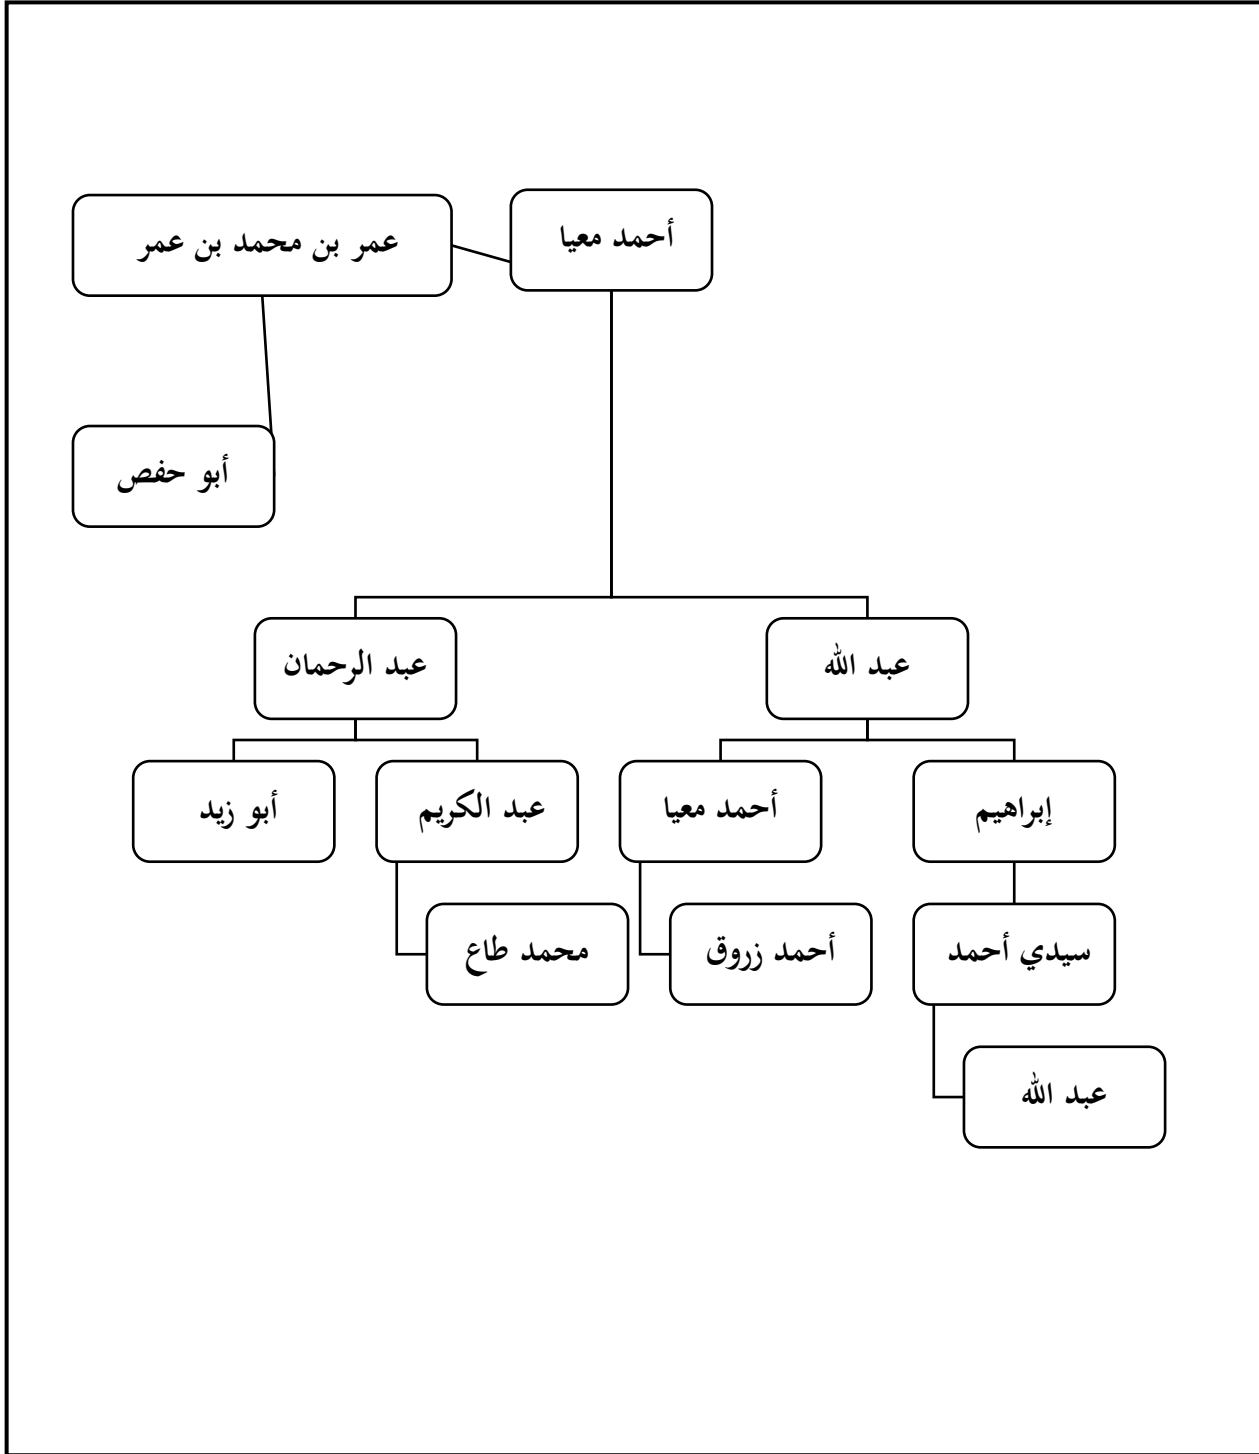 أحمد معيا
عمر بن محمد بن عمر
أبو حفص
عبد الله
عبد الرحمان
إبراهيم
أحمد معيا
عبد الكريم
أبو زيد
سيدي أحمد
أحمد زروق
محمد طاع
عبد الله